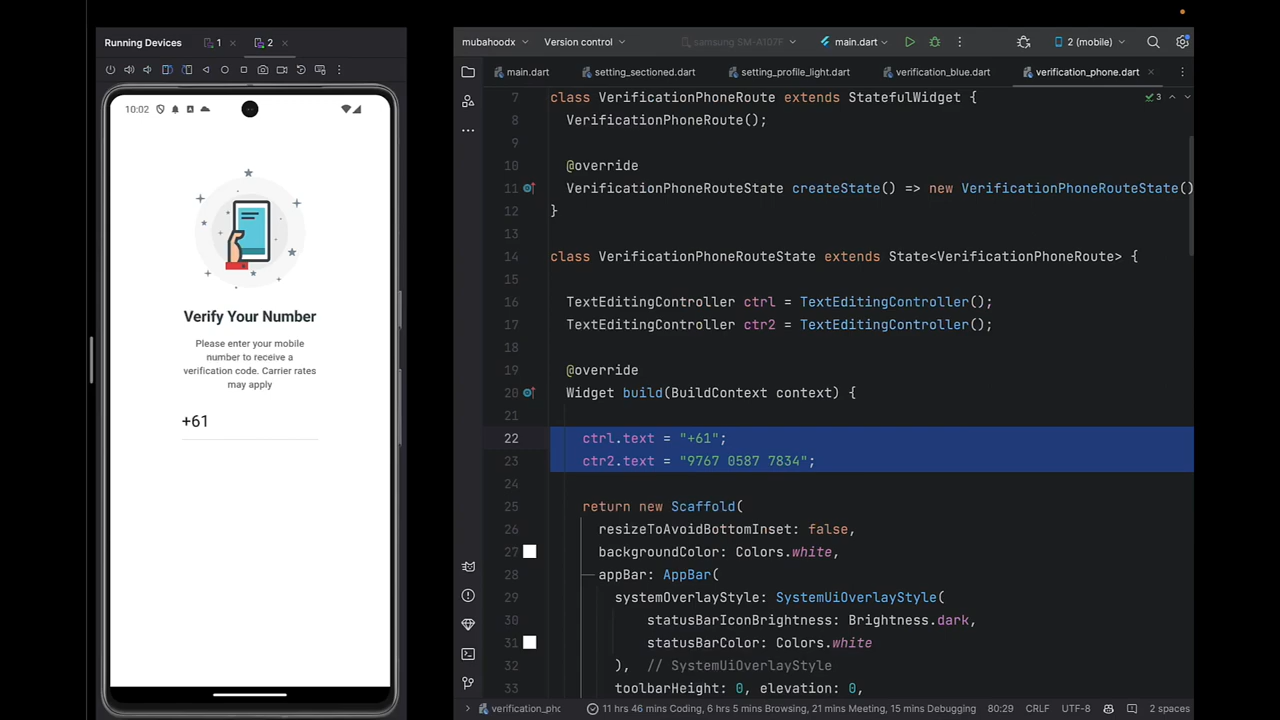 Running Devices
1
2
10:02
Verify Your Number
Please enter your mobile
number to receive a
verification code. Carrier rates
may apply
+61
mubahoodx
Version control
samsung SM-A107F
main.dart
2 (mobile)
main.dart
setting_sectioned.dart
setting_profile_light.dart
verification_blue.dart
verification_phone.dart
3
7 class VerificationPhoneRoute extends StatefulWidget {
8 VerificationPhoneRoute();
9
10 @override
11 VerificationPhoneRouteState createState() => new VerificationPhoneRouteState()
12 }
13
14 class VerificationPhoneRouteState extends State<VerificationPhoneRoute> {
15
16 TextEditingController ctrl = TextEditingController();
17 TextEditingController ctr2 = TextEditingController();
18
19 @override
20 Widget build(BuildContext context) {
21
22 ctrl.text = "+61";
23 ctr2.text = "9767 0587 7834";
24
25 return new Scaffold(
26 resizeToAvoidBottomInset: false,
27 backgroundColor: Colors.white,
28 appBar: AppBar(
29 systemOverlayStyle: SystemUiOverlayStyle(
30 statusBarIconBrightness: Brightness.dark,
31 statusBarColor: Colors.white
32 ), // SystemUiOverlayStyle
33 toolbarHeight: 0, elevation: 0,
verification_pho
11 hrs 46 mins Coding, 6 hrs 5 mins Browsing, 21 mins Meeting, 15 mins Debugging
80:29
CRLF
UTF-8
2 spaces